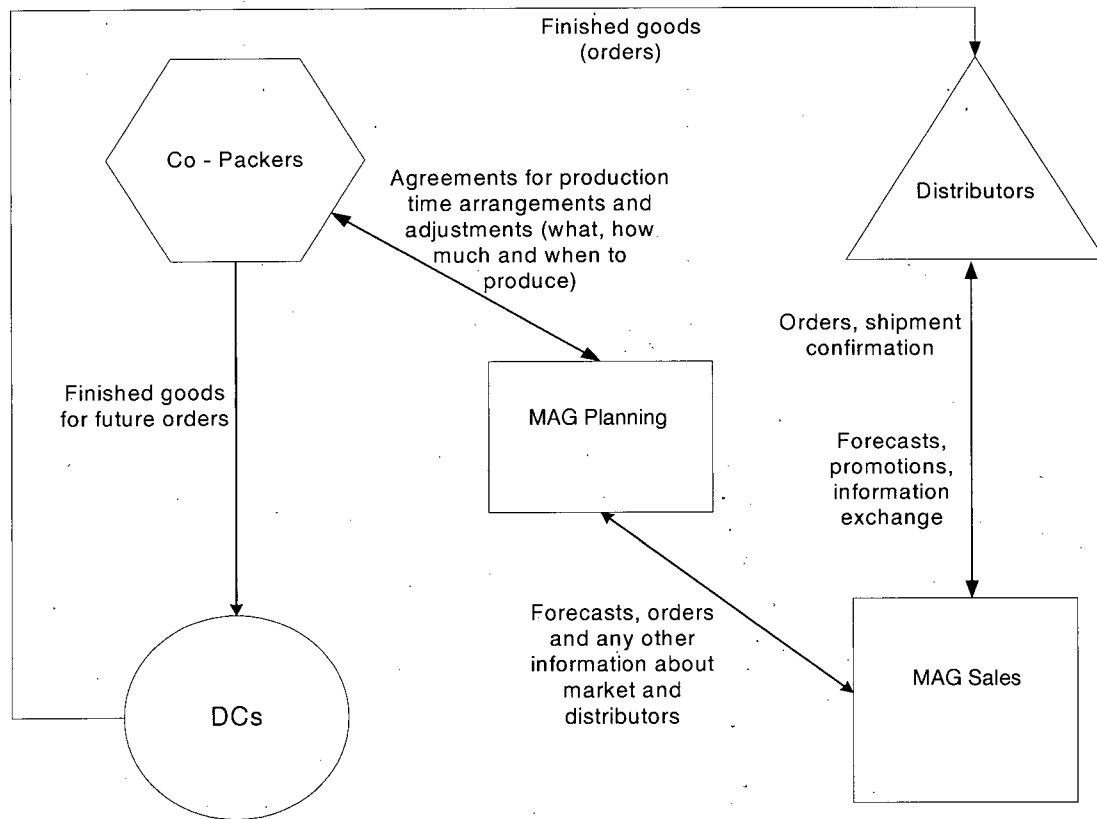 Finished goods
(orders)
Co - Packers
Agreements for production
time arrangements and
adjustments (what, how
much and when to
produce)
Distributors
Orders, shipment
confirmation
Finished goods
for future orders
MAG Planning
Forecasts,
promotions,
information
exchange
Forecasts, orders
and any other
information about
market and
distributors
MAG Sales
DCs